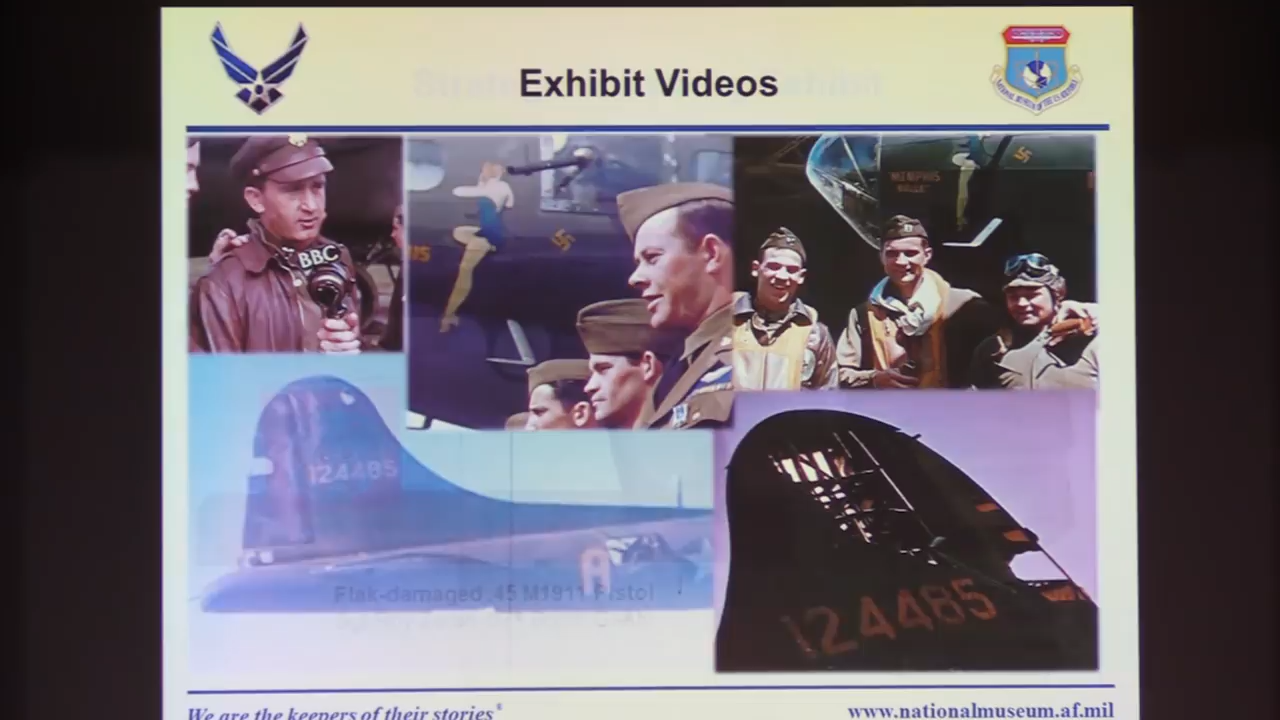 Exhibit Videos
BBC
MEMPHIS
BELLE
124485
124485
Flak-damaged .45 M1911 Pistol
We are the keepers of their stories®
www.nationalmuseum.af.mil